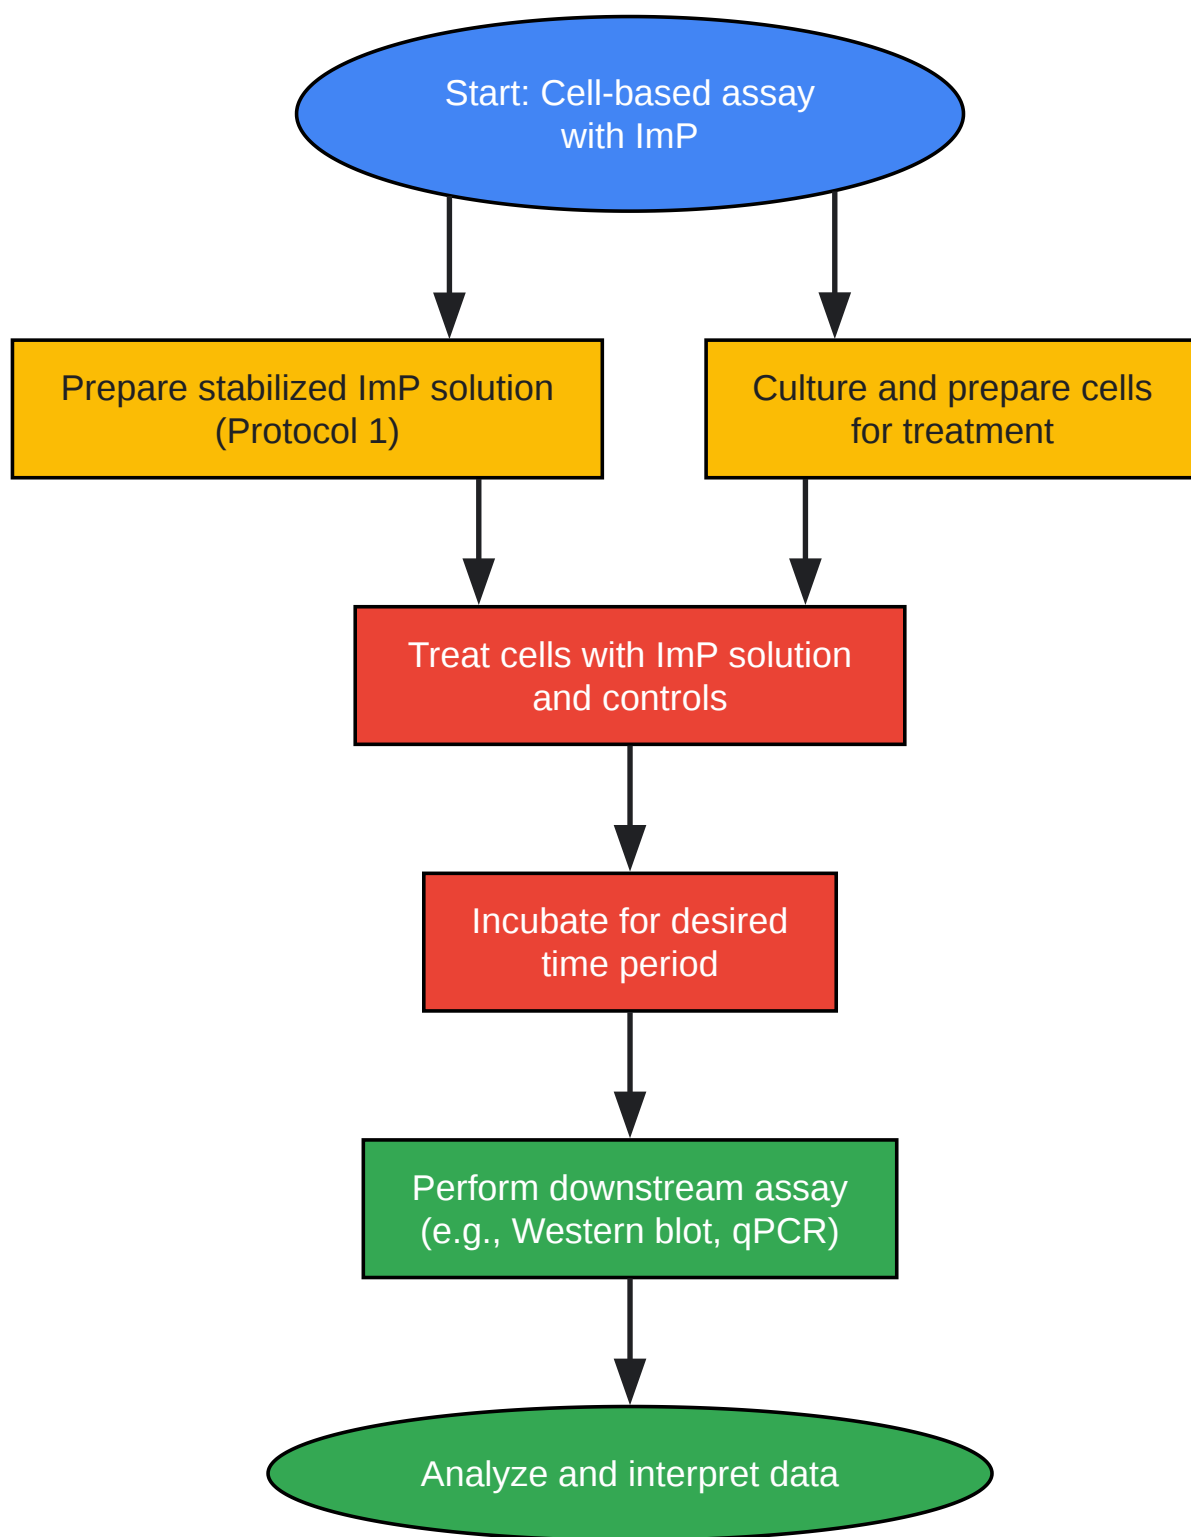 Start: Cell-based assay
with ImP
Prepare stabilized ImP solution
(Protocol 1)
Culture and prepare cells
for treatment
Treat cells with ImP solution
and controls
Incubate for desired
time period
Perform downstream assay
(e.g., Western blot, qPCR)
Analyze and interpret data